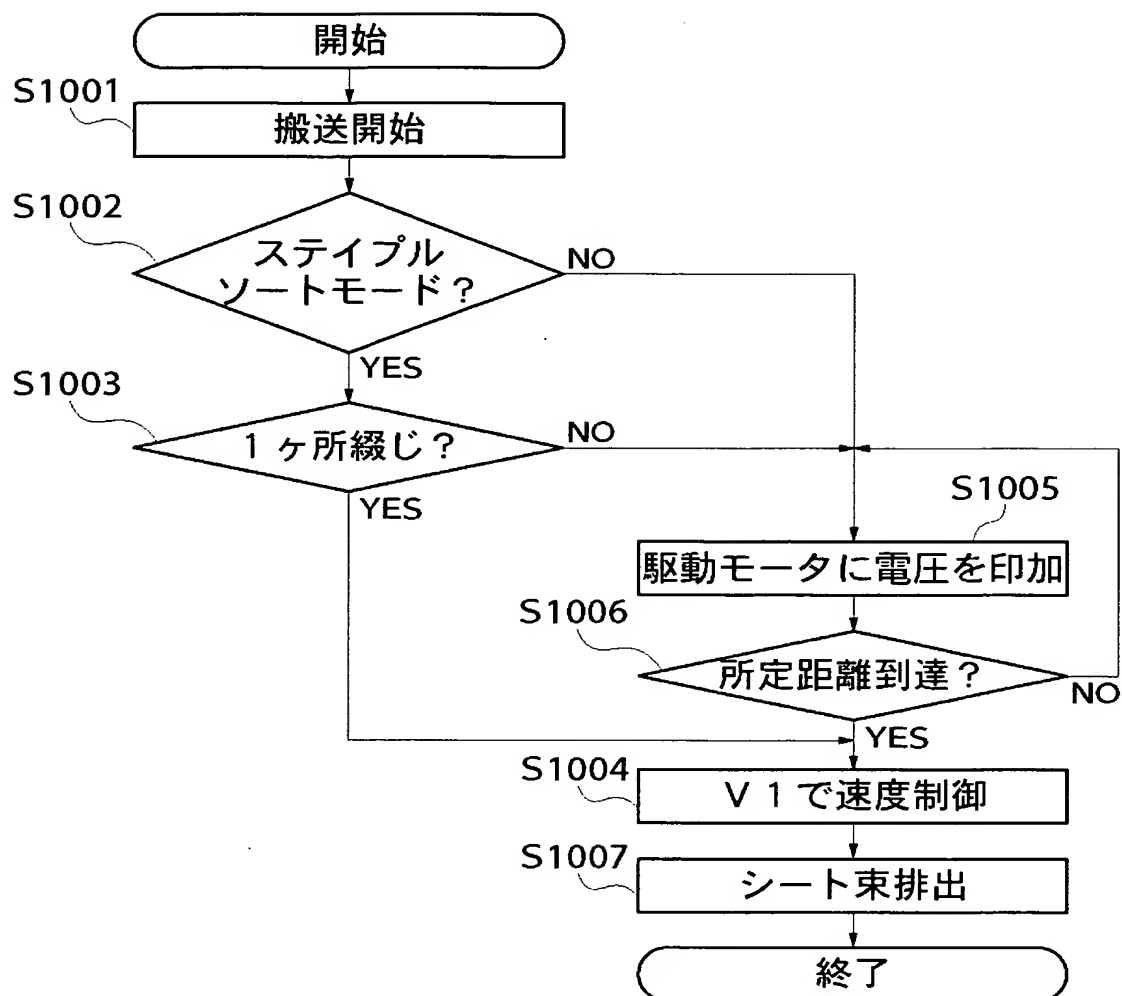 開始
S1001
搬送開始
S1002
ステイプル
ソートモード？
NO
YES
S1003
1ヶ所綴じ？
NO
YES
S1005
駆動モータに電圧を印加
S1006
所定距離到達？
NO
YES
S1004
V1で速度制御
S1007
シート束排出
終了